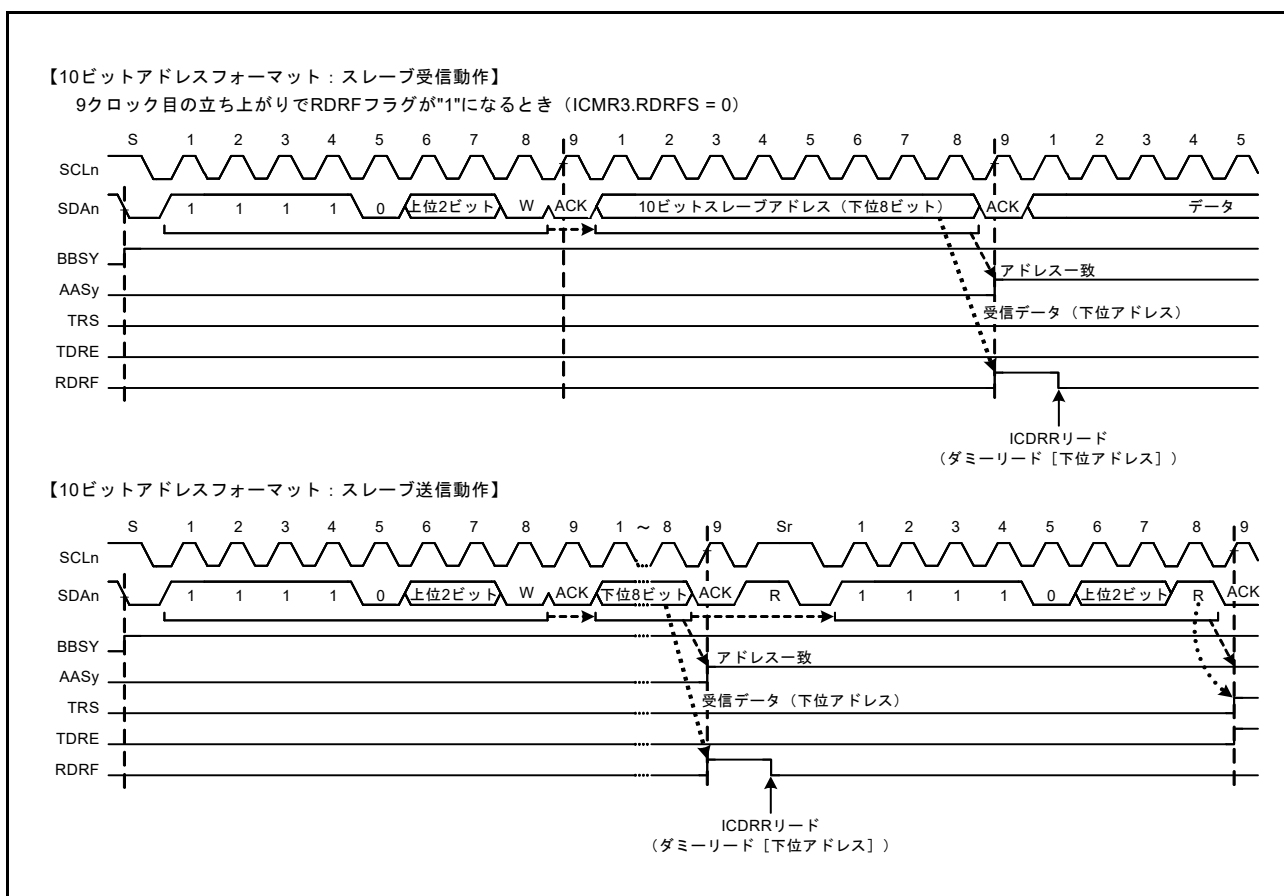 【10ビットアドレスフォーマット：スレーブ受信動作】
9クロック目の立ち上がりでRDRFフラグが"1"になるとき（ICMR3.RDRFS = 0）
S 1 2 3 4 5 6 7 8 9 1 2 3 4 5 6 7 8 9 1 2 3 4 5
SCLn
SDAn 1 1 1 1 0 上位2ビット W ACK 10ビットスレーブアドレス（下位8ビット） ACK データ
BBSY
アドレス一致
AASy
受信データ（下位アドレス）
TRS
TDRE
RDRF
ICDRRリード
（ダミーリード［下位アドレス］）
【10ビットアドレスフォーマット：スレーブ送信動作】
S 1 2 3 4 5 6 7 8 9 1 ～ 8 9 Sr 1 2 3 4 5 6 7 8 9
SCLn
SDAn 1 1 1 1 0 上位2ビット W ACK 下位8ビット ACK R 1 1 1 1 0 上位2ビット R ACK
BBSY
アドレス一致
AASy
受信データ（下位アドレス）
TRS
TDRE
RDRF
ICDRRリード
（ダミーリード［下位アドレス］）